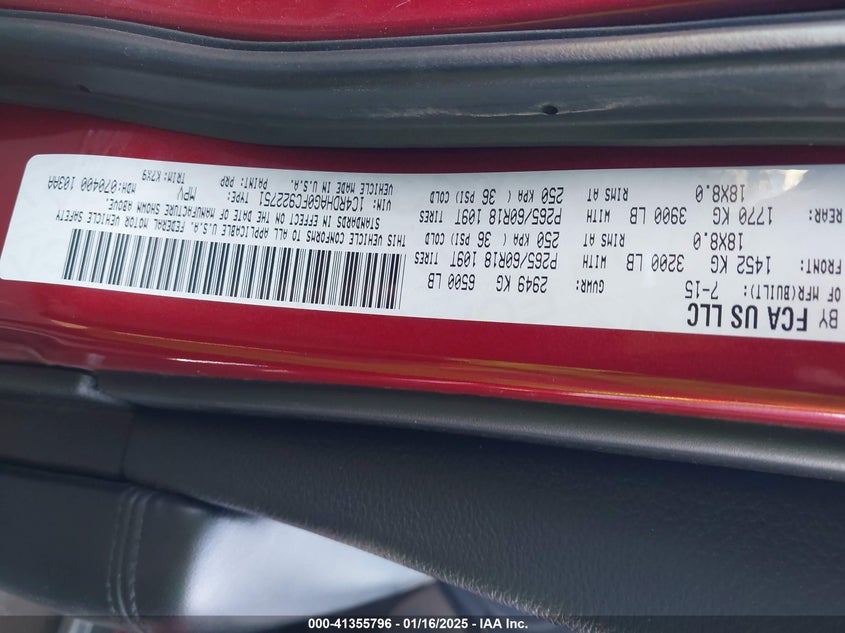 BY FCA US LLC
OF MFR(BUILT): 7-15 GVWR: 2949 KG 6500 LB
FRONT: 1452 KG 3200 LB WITH P265/60R18 109T TIRES
18X8.0 RIMS AT 250 KPA ( 36 PSI) COLD
REAR: 1770 KG 3900 LB WITH P265/60R18 109T TIRES
18X8.0 RIMS AT 250 KPA ( 36 PSI)
THIS VEHICLE CONFORMS TO ALL APPLICABLE U.S.A. FEDERAL MOTOR VEHICLE SAFETY
STANDARDS IN EFFECT ON THE DATE OF MANUFACTURE SHOWN ABOVE.
VIN: 1C4RDHGG FC922751 TYPE: MPV MDH:070400 103AA
VEHICLE MADE IN U.S.A. PAINT: PRP TRIM: K7X9
000-41355796 - 01/16/2025 - IAA Inc.